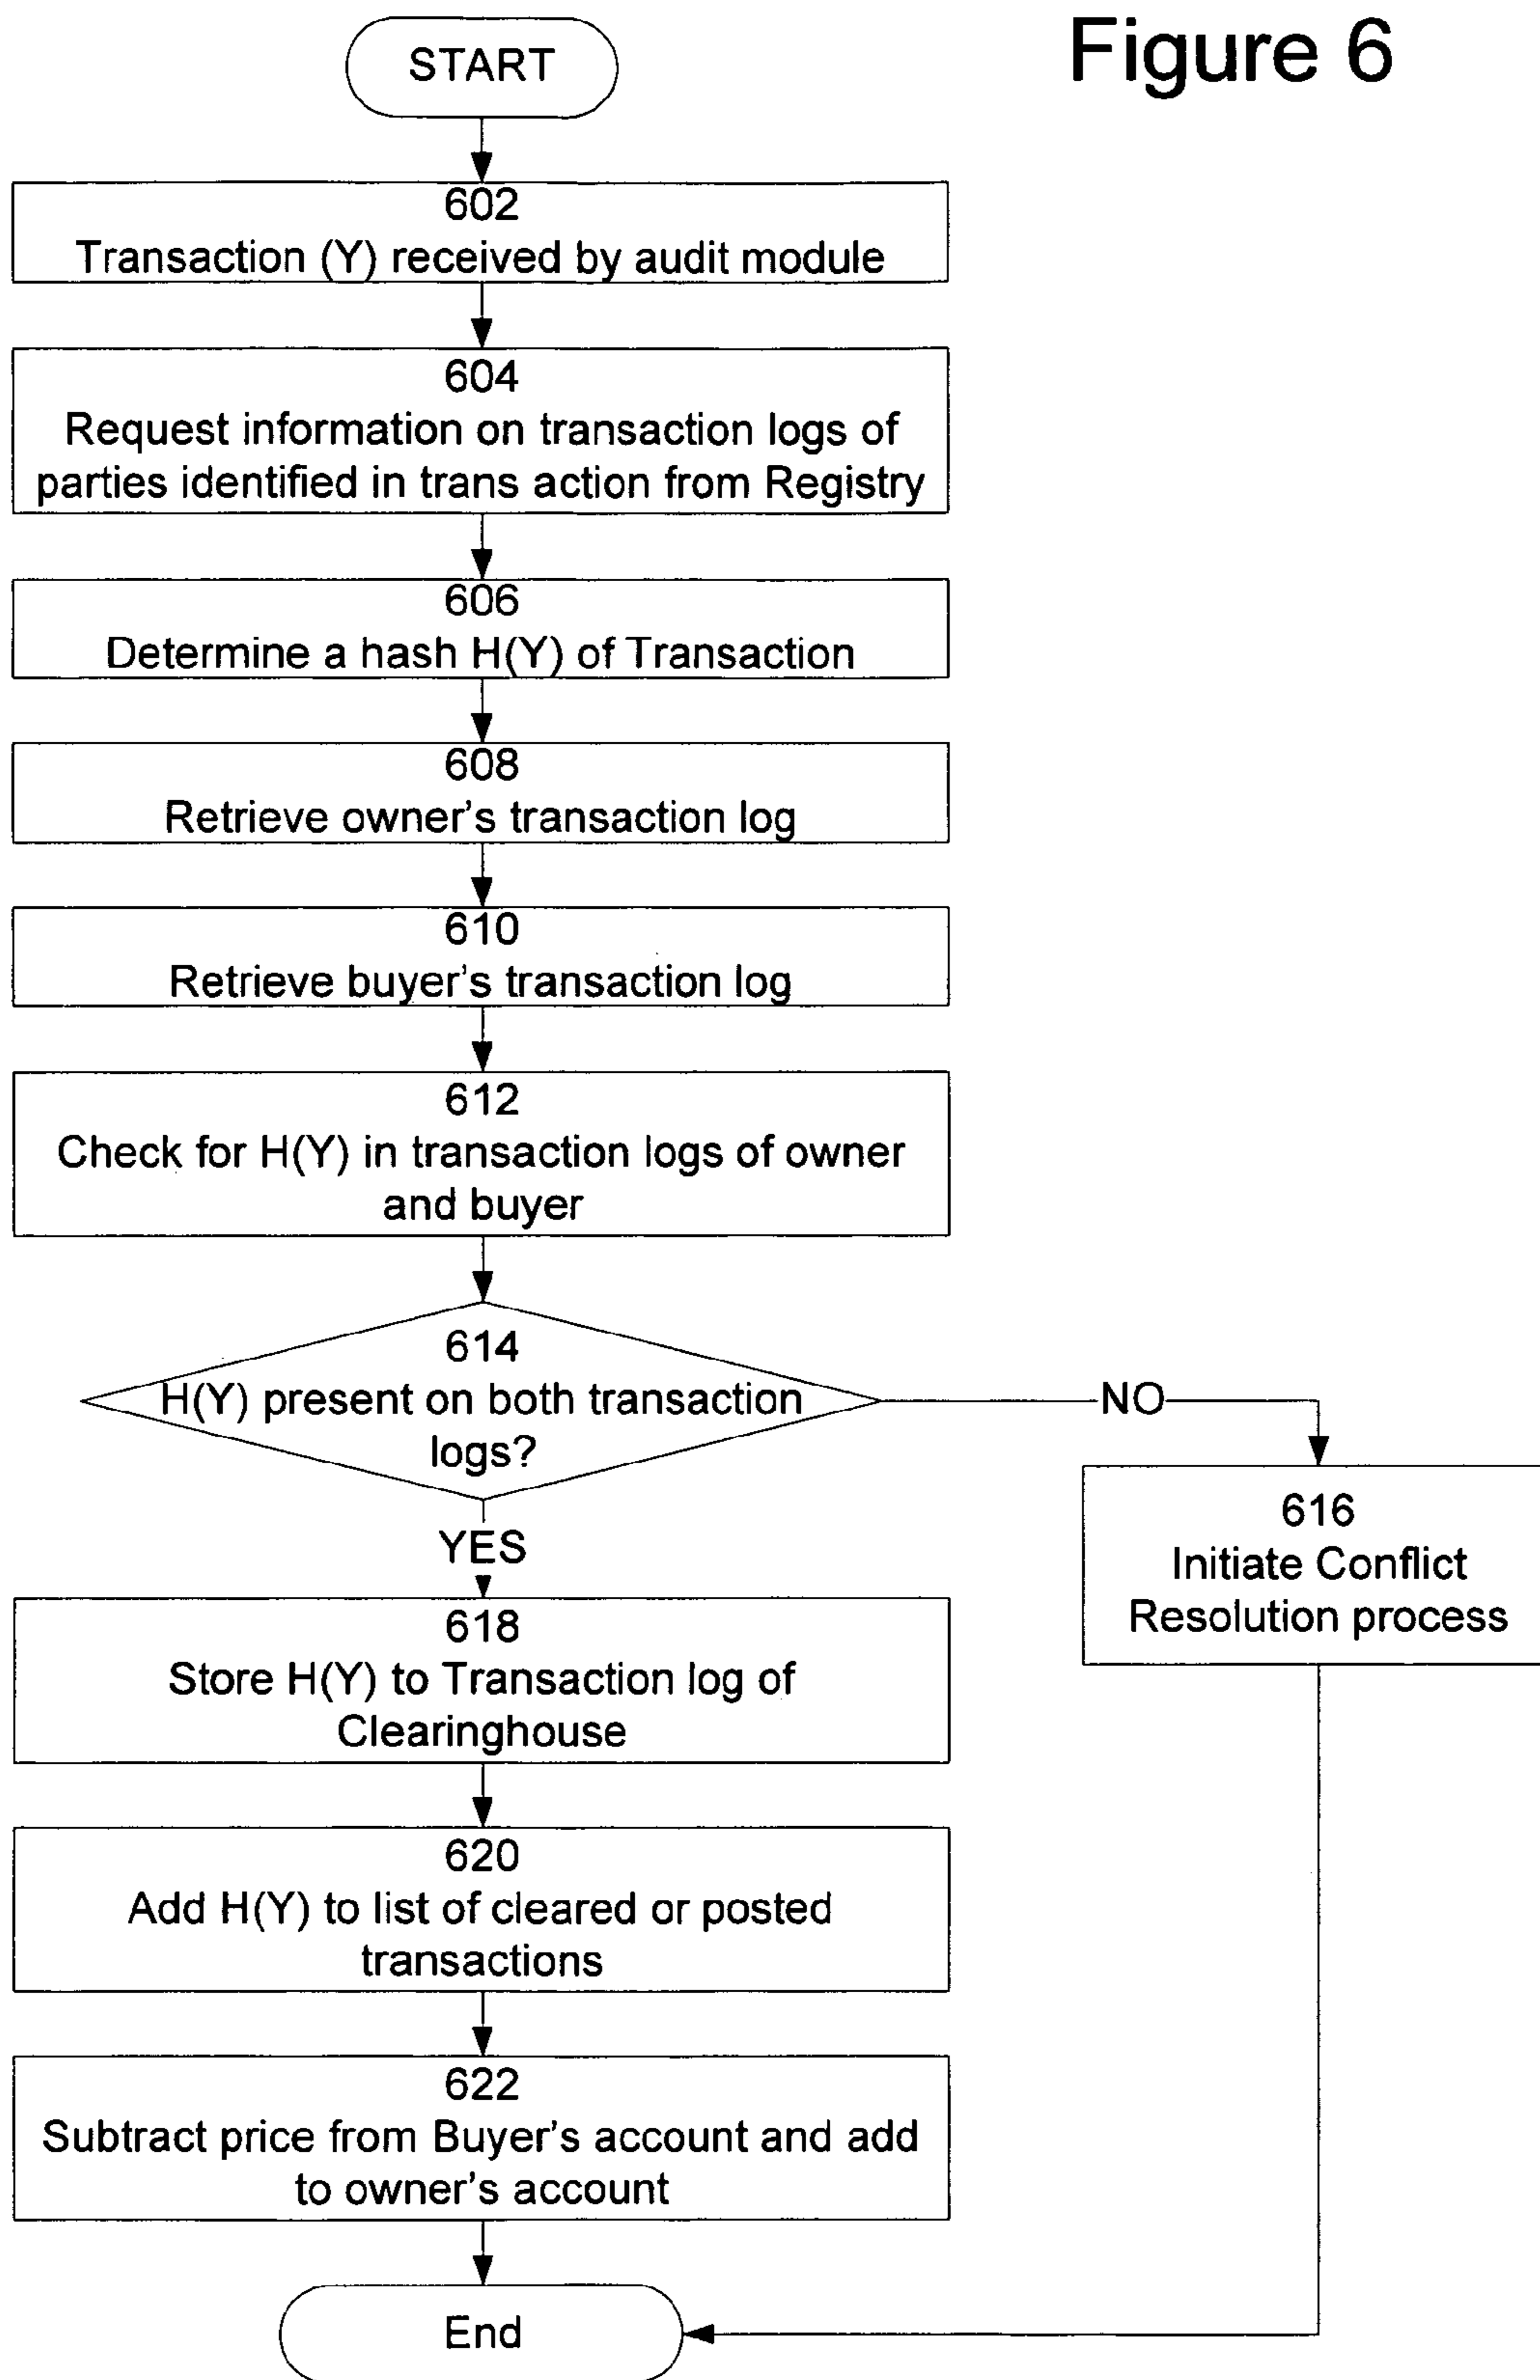 Figure 6
START
602
Transaction (Y) received by audit module
604
Request information on transaction logs of
parties identified in trans action from Registry
606
Determine a hash H(Y) of Transaction
608
Retrieve owner's transaction log
610
Retrieve buyer's transaction log
612
Check for H(Y) in transaction logs of owner
and buyer
614
H(Y) present on both transaction
logs?
NO
YES
616
Initiate Conflict
Resolution process
618
Store H(Y) to Transaction log of
Clearinghouse
620
Add H(Y) to list of cleared or posted
transactions
622
Subtract price from Buyer's account and add
to owner's account
End